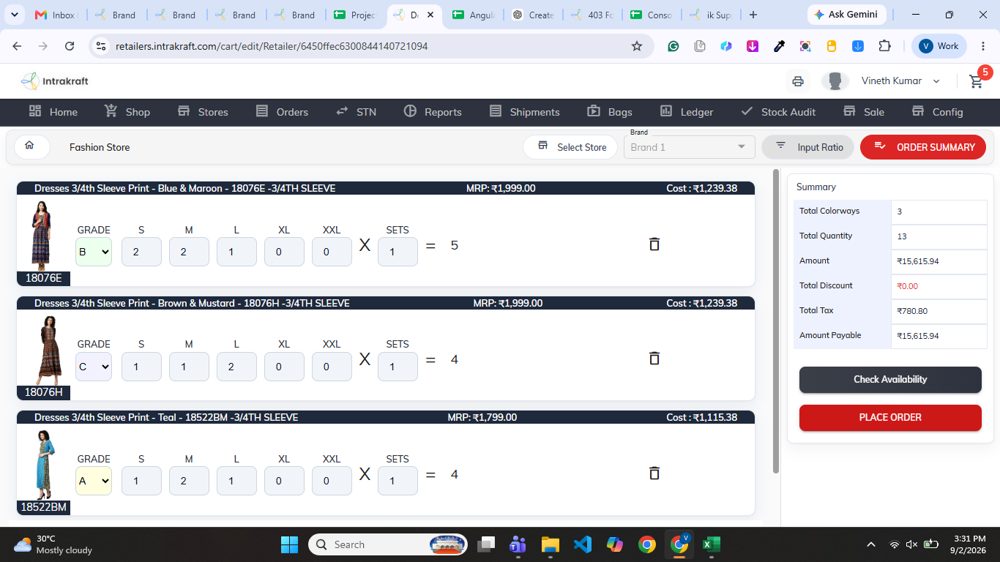 Inbox
Brand
Brand
Brand
Brand
Project
De
Angula
Create
403 Fo
Conso
ik Sup
Ask Gemini
retailers.intrakraft.com/cart/edit/Retailer/6450ffec6300844140721094
V Work
Intrakraft
Vineth Kumar
5
Home
Shop
Stores
Orders
STN
Reports
Shipments
Bags
Ledger
Stock Audit
Sale
Config
Fashion Store
Select Store
Brand
Brand 1
Input Ratio
ORDER SUMMARY
Dresses 3/4th Sleeve Print - Blue & Maroon - 18076E -3/4TH SLEEVE MRP: ₹1,999.00 Cost : ₹1,239.38
GRADE S M L XL XXL SETS
B 2 2 1 0 0 X 1 = 5
18076E
Dresses 3/4th Sleeve Print - Brown & Mustard - 18076H -3/4TH SLEEVE MRP: ₹1,999.00 Cost : ₹1,239.38
GRADE S M L XL XXL SETS
C 1 1 2 0 0 X 1 = 4
18076H
Dresses 3/4th Sleeve Print - Teal - 18522BM -3/4TH SLEEVE MRP: ₹1,799.00 Cost : ₹1,115.38
GRADE S M L XL XXL SETS
A 1 2 1 0 0 X 1 = 4
18522BM
Summary
Total Colorways 3
Total Quantity 13
Amount ₹15,615.94
Total Discount ₹0.00
Total Tax ₹780.80
Amount Payable ₹15,615.94
Check Availability
PLACE ORDER
30°C
Mostly cloudy
Search
V
3:31 PM
9/2/2026